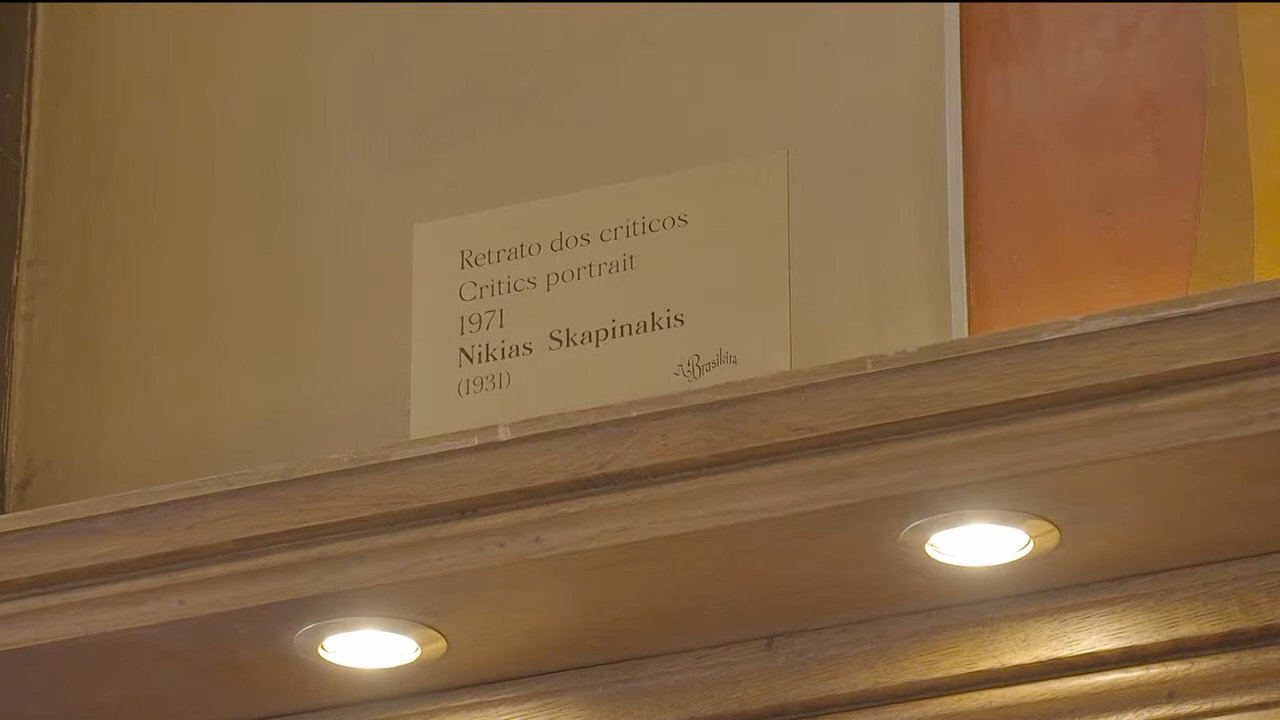 Retrato dos críticos
Critics portrait
1971
Nikias Skapinakis
(1931)
A Brasileira